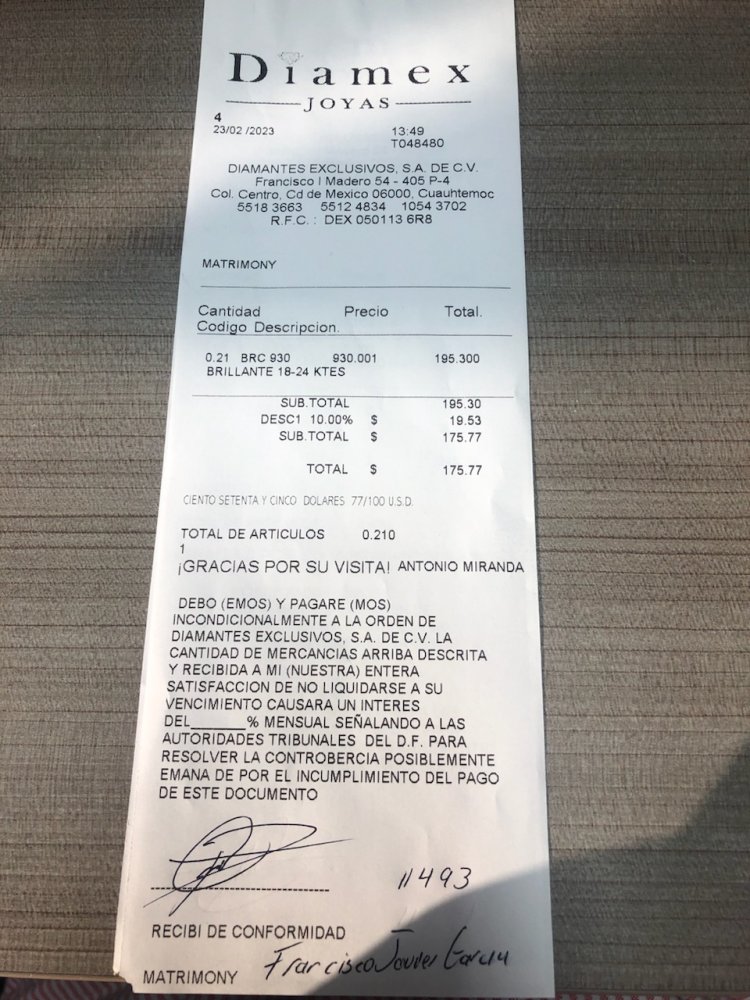 Diamex
JOYAS
4
23/02 /2023 13:49
T048480
DIAMANTES EXCLUSIVOS, S.A. DE C.V.
Francisco I Madero 54 - 405 P-4
Col. Centro, Cd de Mexico 06000, Cuauhtemoc
5518 3663 5512 4834 1054 3702
R.F.C. : DEX 050113 6R8
MATRIMONY
Cantidad Precio Total.
Codigo Descripcion.
0.21 BRC 930 930.001 195.300
BRILLANTE 18-24 KTES
SUB.TOTAL 195.30
DESC1 10.00% $ 19.53
SUB.TOTAL $ 175.77
TOTAL $ 175.77
CIENTO SETENTA Y CINCO DOLARES 77/100 U.S.D.
TOTAL DE ARTICULOS 0.210
1
¡GRACIAS POR SU VISITA! ANTONIO MIRANDA
DEBO (EMOS) Y PAGARE (MOS)
INCONDICIONALMENTE A LA ORDEN DE
DIAMANTES EXCLUSIVOS, S.A. DE C.V. LA
CANTIDAD DE MERCANCIAS ARRIBA DESCRITA
Y RECIBIDA A MI (NUESTRA) ENTERA
SATISFACCION DE NO LIQUIDARSE A SU
VENCIMIENTO CAUSARA UN INTERES
DEL______% MENSUAL SEÑALANDO A LAS
AUTORIDADES TRIBUNALES DEL D.F. PARA
RESOLVER LA CONTROBERCIA POSIBLEMENTE
EMANA DE POR EL INCUMPLIMIENTO DEL PAGO
DE ESTE DOCUMENTO
11493
RECIBI DE CONFORMIDAD
MATRIMONY Francisco Javier Garcia